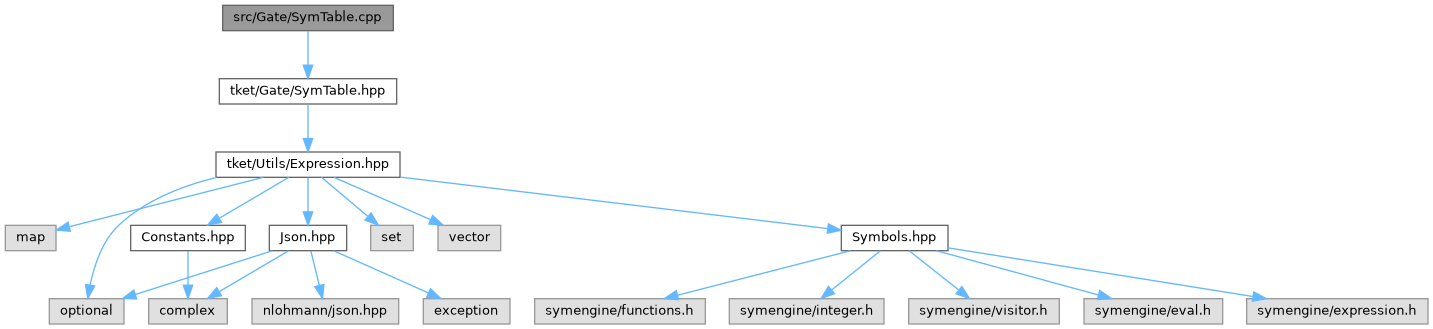 src/Gate/SymTable.cpp
tket/Gate/SymTable.hpp
tket/Utils/Expression.hpp
map
Constants.hpp
Json.hpp
set
vector
Symbols.hpp
optional
complex
nlohmann/json.hpp
exception
symengine/functions.h
symengine/integer.h
symengine/visitor.h
symengine/eval.h
symengine/expression.h